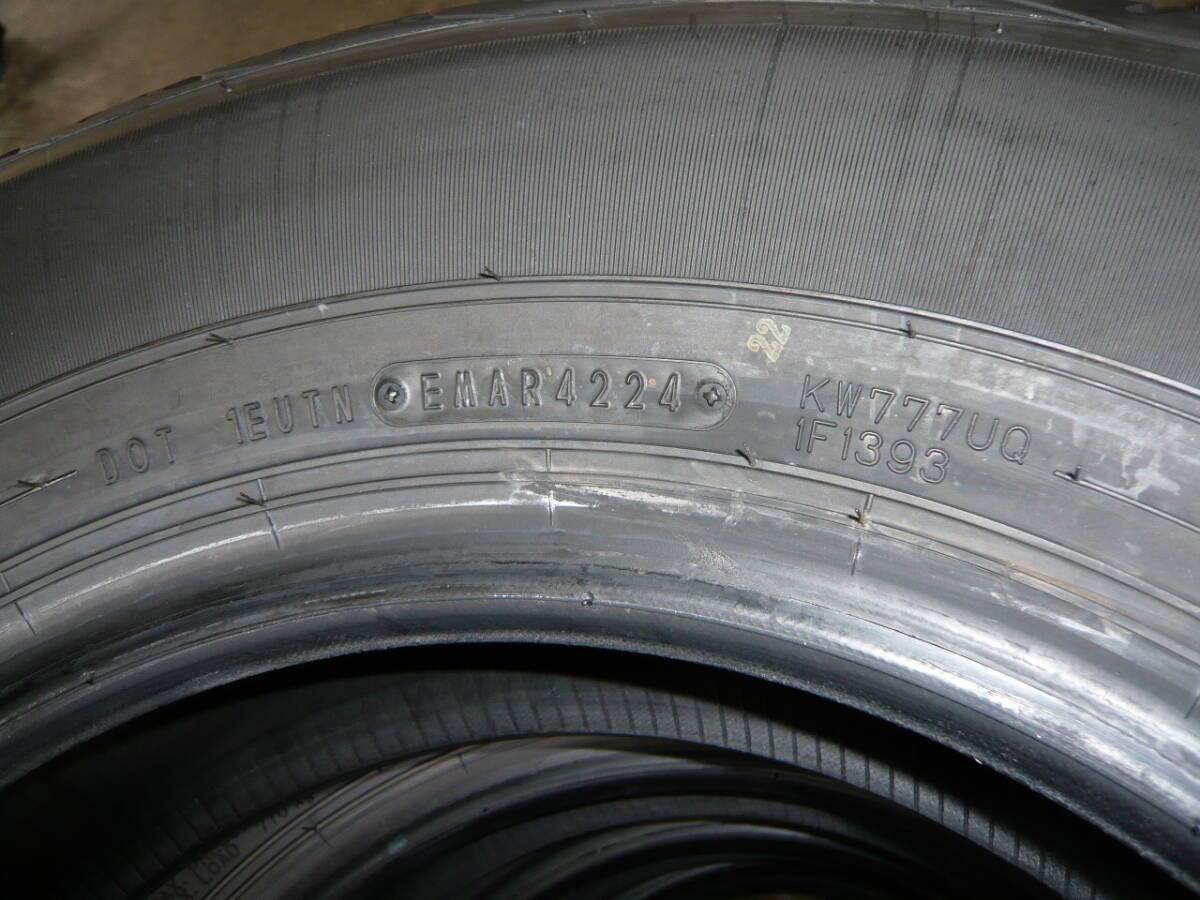 DOT 1EUTN EMAR4224
22
KW777UQ
1F1393